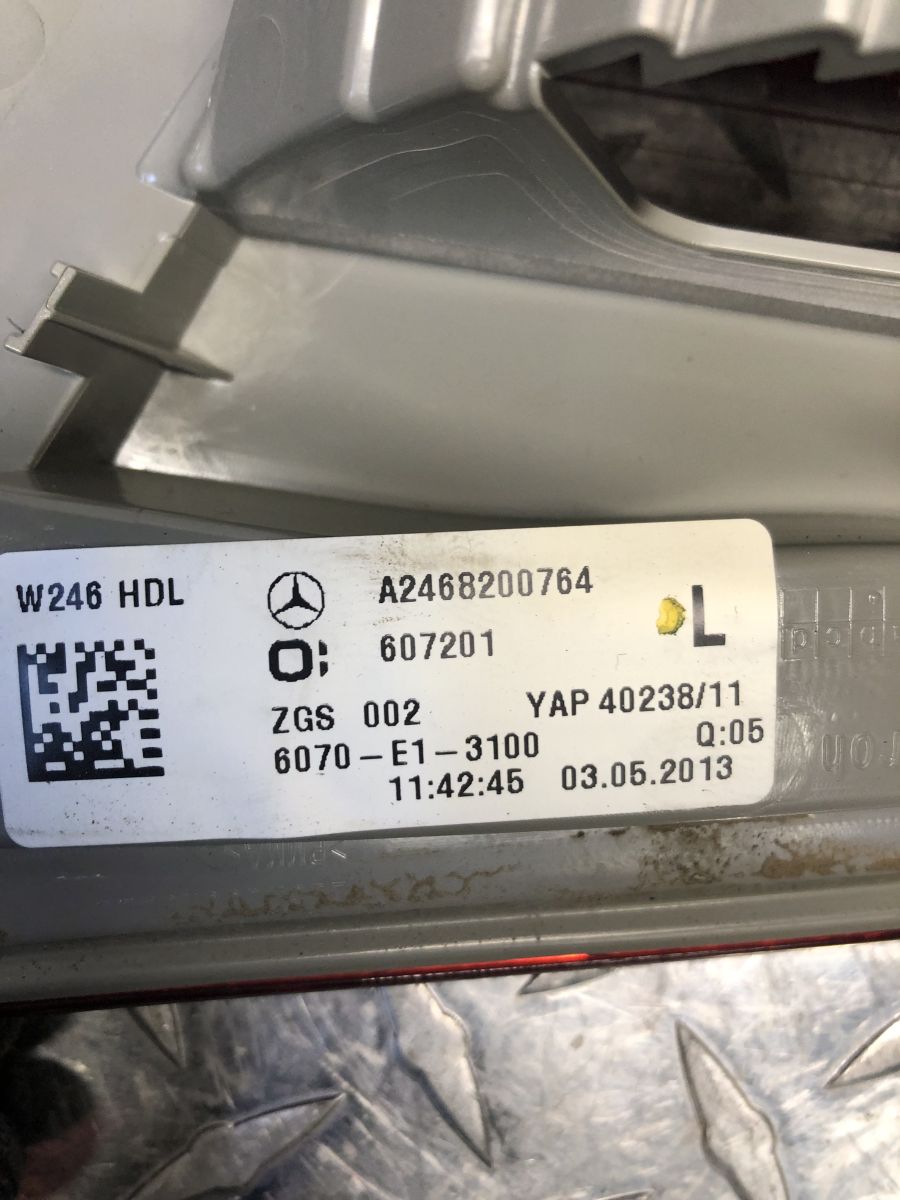 W246 HDL
A2468200764
L
607201
ZGS 002
YAP 40238/11
6070-E1-3100
Q:05
11:42:45 03.05.2013